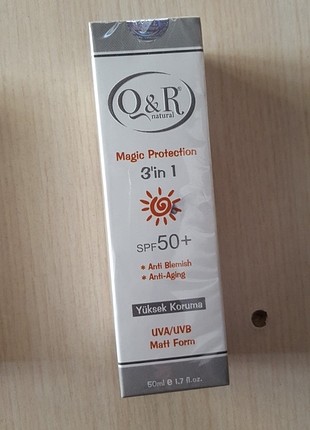 Q&R®
natural
Magic Protection
3'in 1
SPF50+
• Anti Blemish
• Anti-Aging
Yüksek Koruma
UVA/UVB
Matt Form
50ml e 1.7 fl.oz.